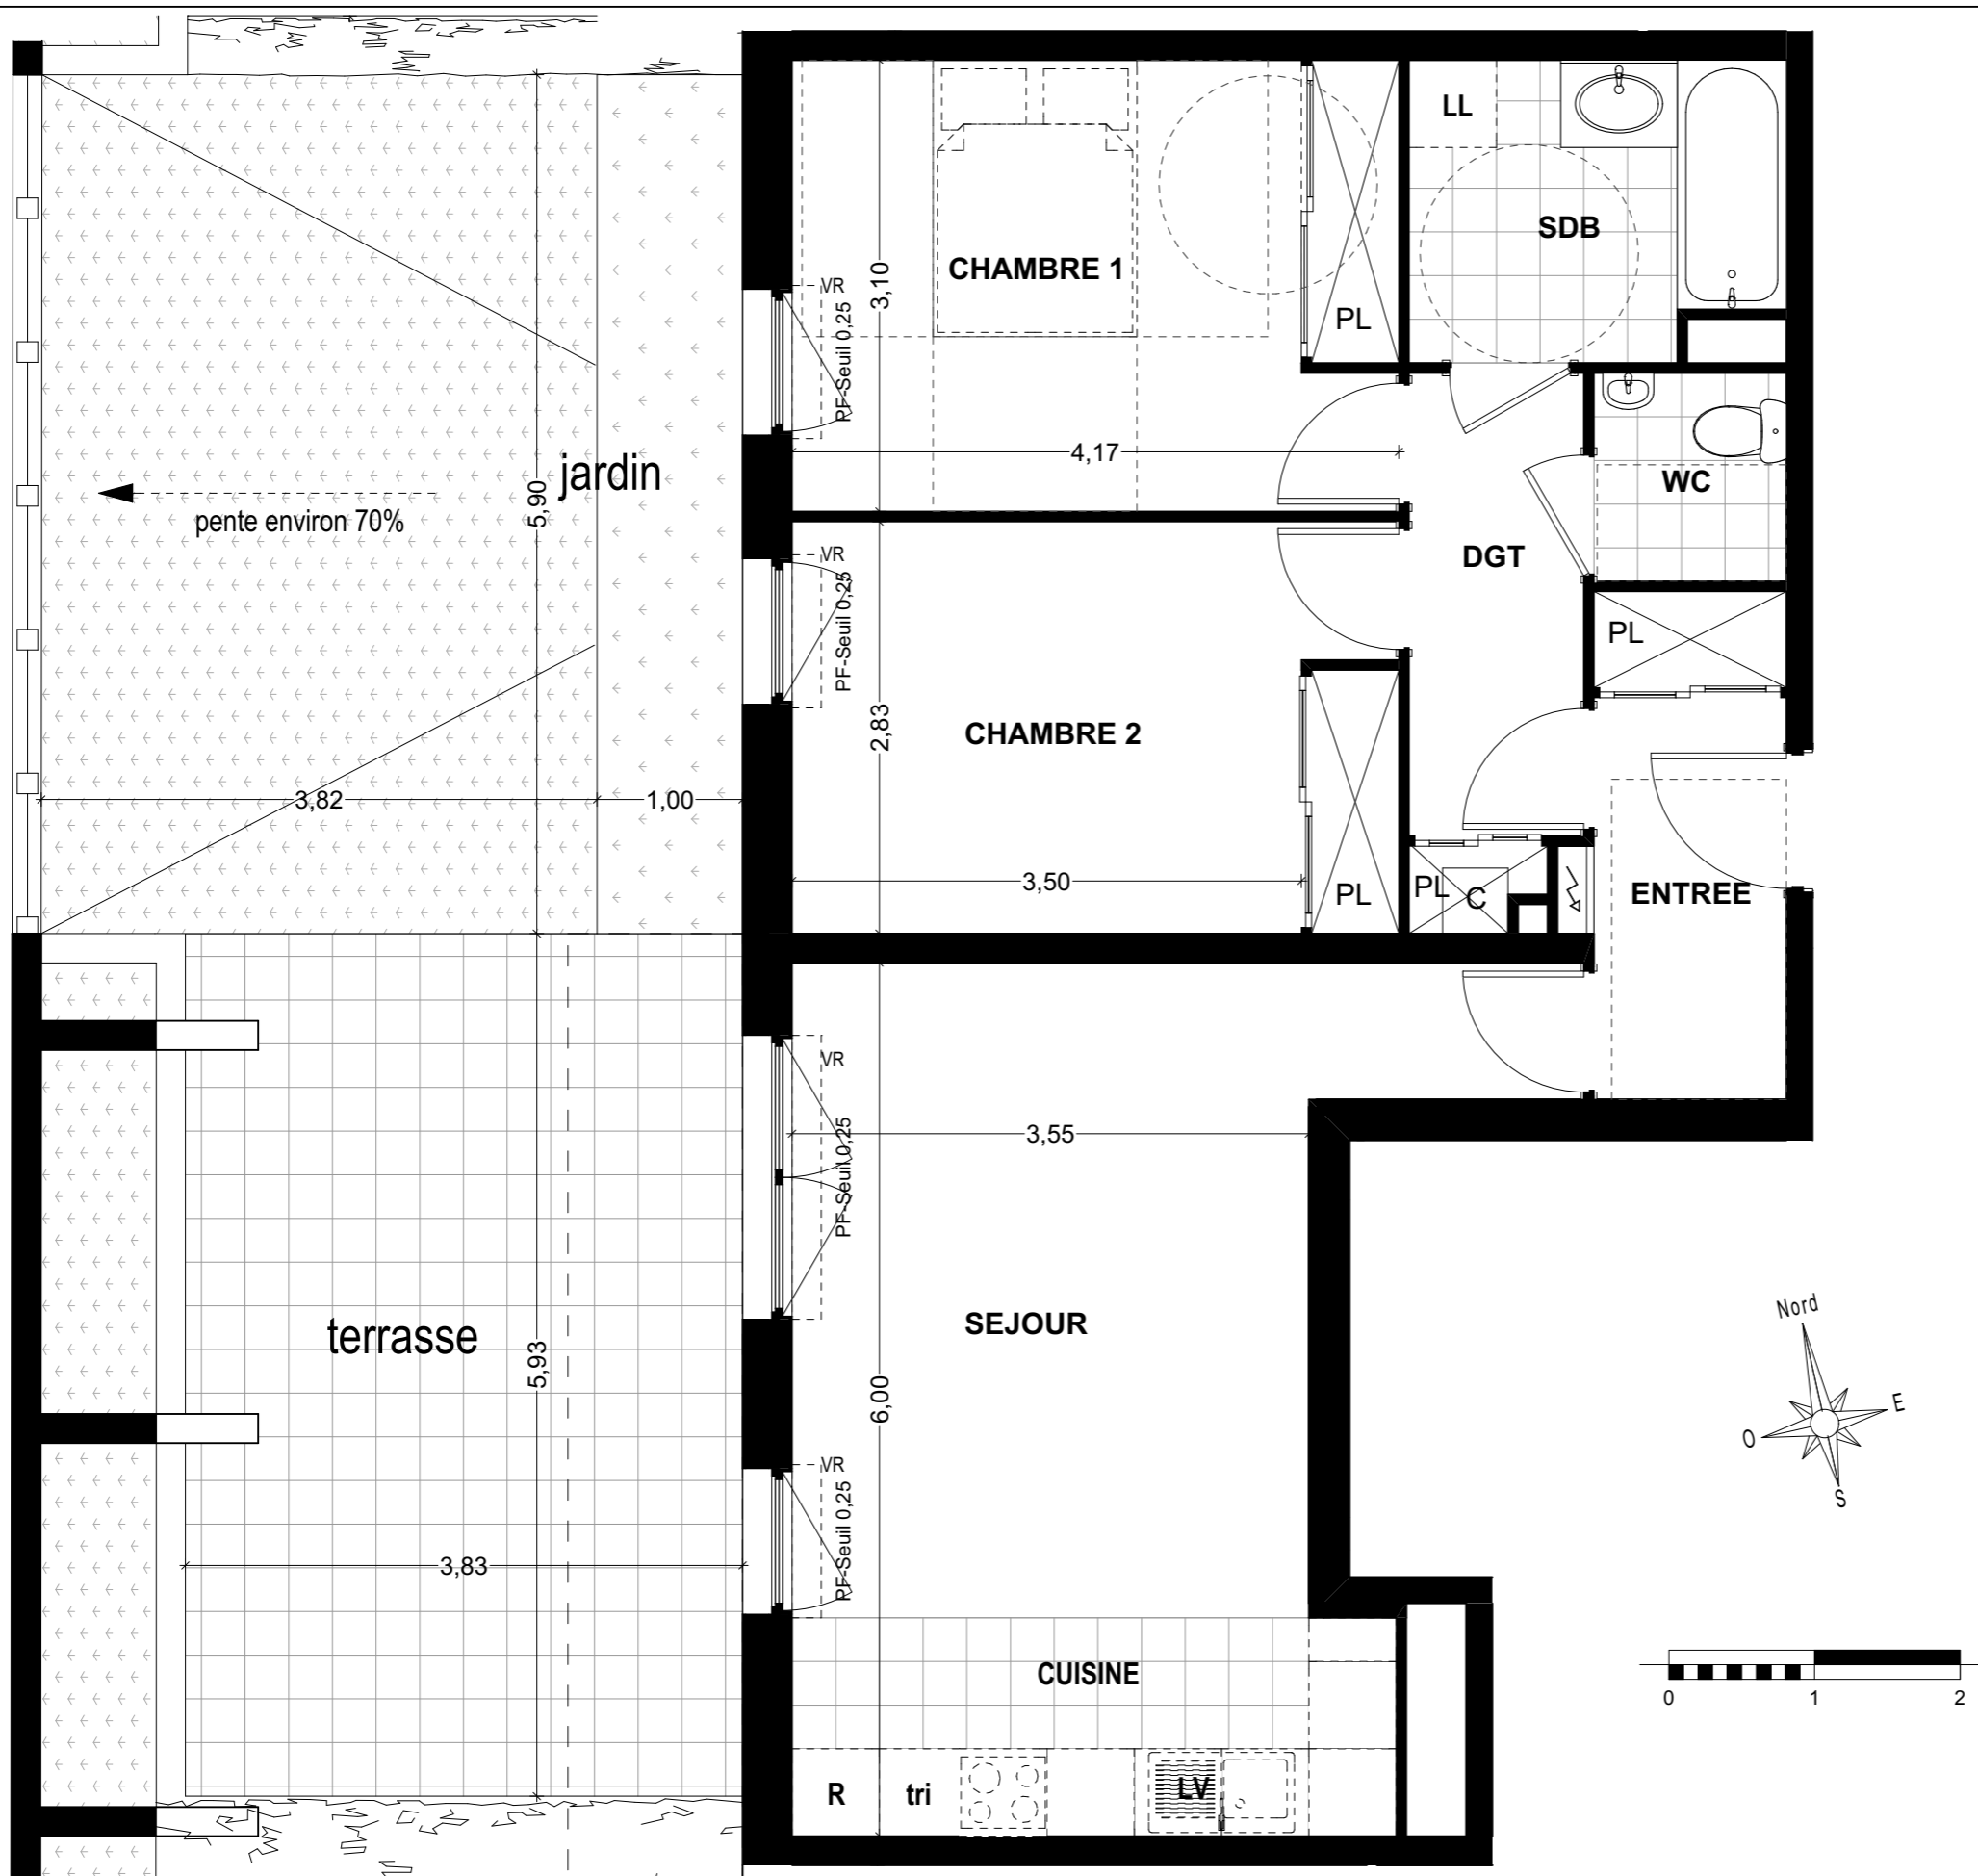 LL
SDB
CHAMBRE 1
VR
PF-Seuil 0,25
3,10
PL
4,17
jardin
5,90
pente environ 70%
WC
DGT
VR
PF-Seuil 0,25
PL
2,83
CHAMBRE 2
3,82
1,00
3,50
PL
PL
C
ENTREE
VR
PF-Seuil 0,25
3,55
SEJOUR
terrasse
5,93
6,00
Nord
E
O
S
VR
PF-Seuil 0,25
3,83
CUISINE
0 1 2
R
tri
LV